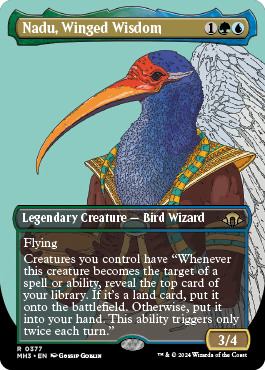 Nadu, Winged Wisdom 1
Legendary Creature — Bird Wizard
Flying
Creatures you control have “Whenever
this creature becomes the target of a
spell or ability, reveal the top card of
your library. If it’s a land card, put it
onto the battlefield. Otherwise, put it
into your hand. This ability triggers only
twice each turn.”
3/4
R 0377
MH3 • EN Gossip Goblin
™ & © 2024 Wizards of the Coast